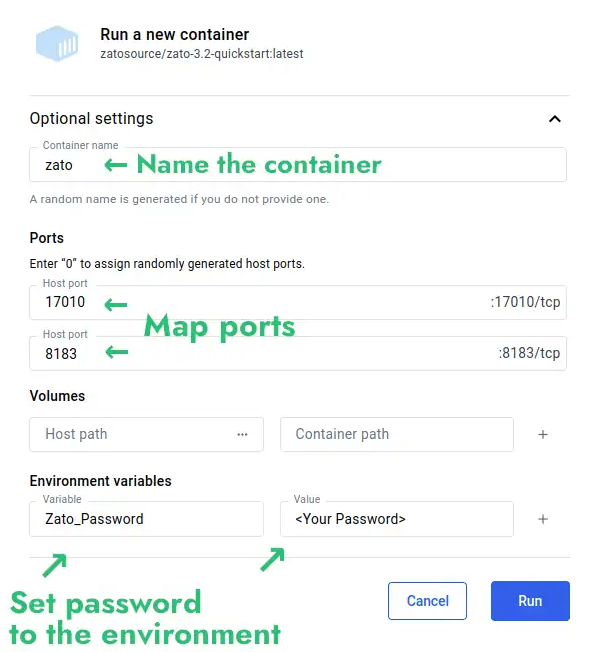 Run a new container
zatosource/zato-3.2-quickstart:latest
Optional settings
Container name
zato
← Name the container
A random name is generated if you do not provide one.
Ports
Enter “0” to assign randomly generated host ports.
Host port
17010 ← :17010/tcp
Map ports
Host port
8183 ← :8183/tcp
Volumes
Host path ··· Container path +
Environment variables
Variable Value
Zato_Password <Your Password> +
Set password
to the environment
Cancel Run